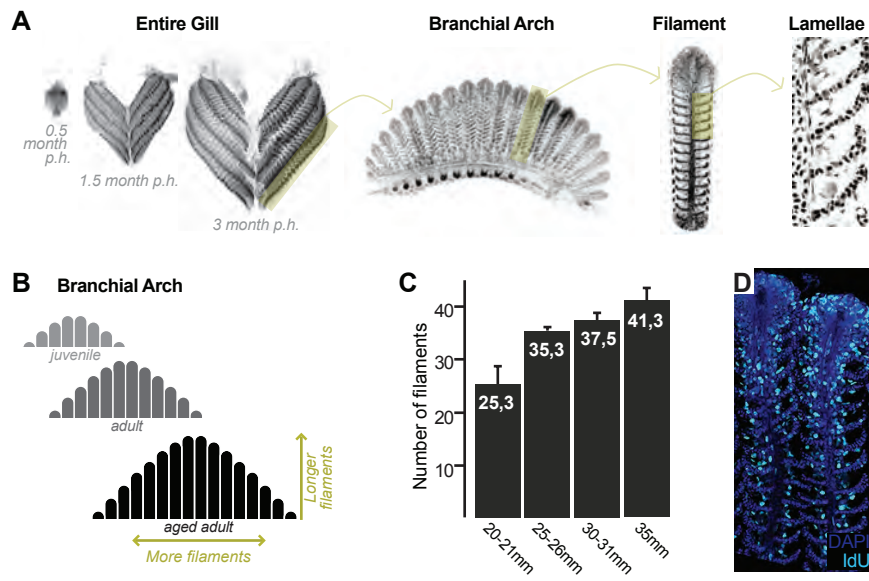 A
Entire Gill
Branchial Arch
Filament
Lamellae
0.5
month
p.h.
1.5 month p.h.
3 month p.h.
B
Branchial Arch
juvenile
adult
aged adult
Longer
filaments
More filaments
C
Number of filaments
40
30
20
10
25,3
35,3
37,5
41,3
20-21mm
25-26mm
30-31mm
35mm
D
DAPI
IdU